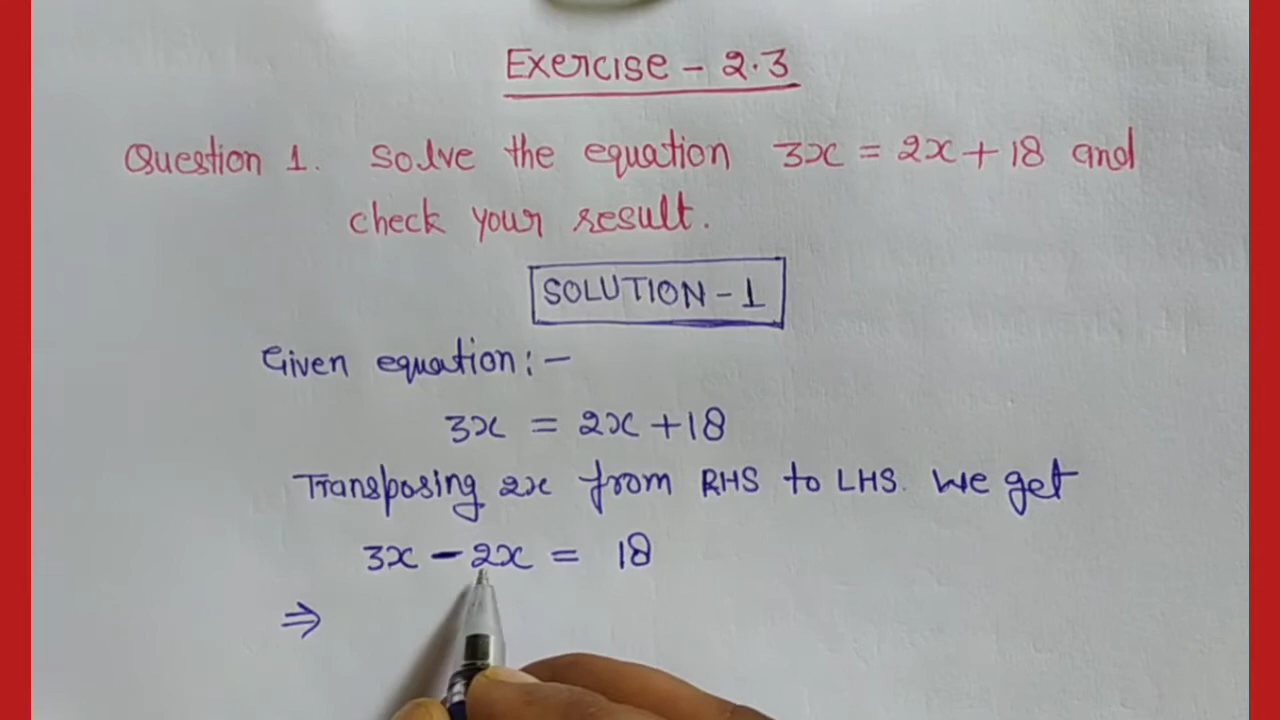 Exercise - 2.3
Question 1. Solve the equation 3x = 2x + 18 and
check your result.
SOLUTION - 1
Given equation :-
3x = 2x + 18
Transposing 2x from RHS to LHS. We get
3x - 2x = 18
⇒